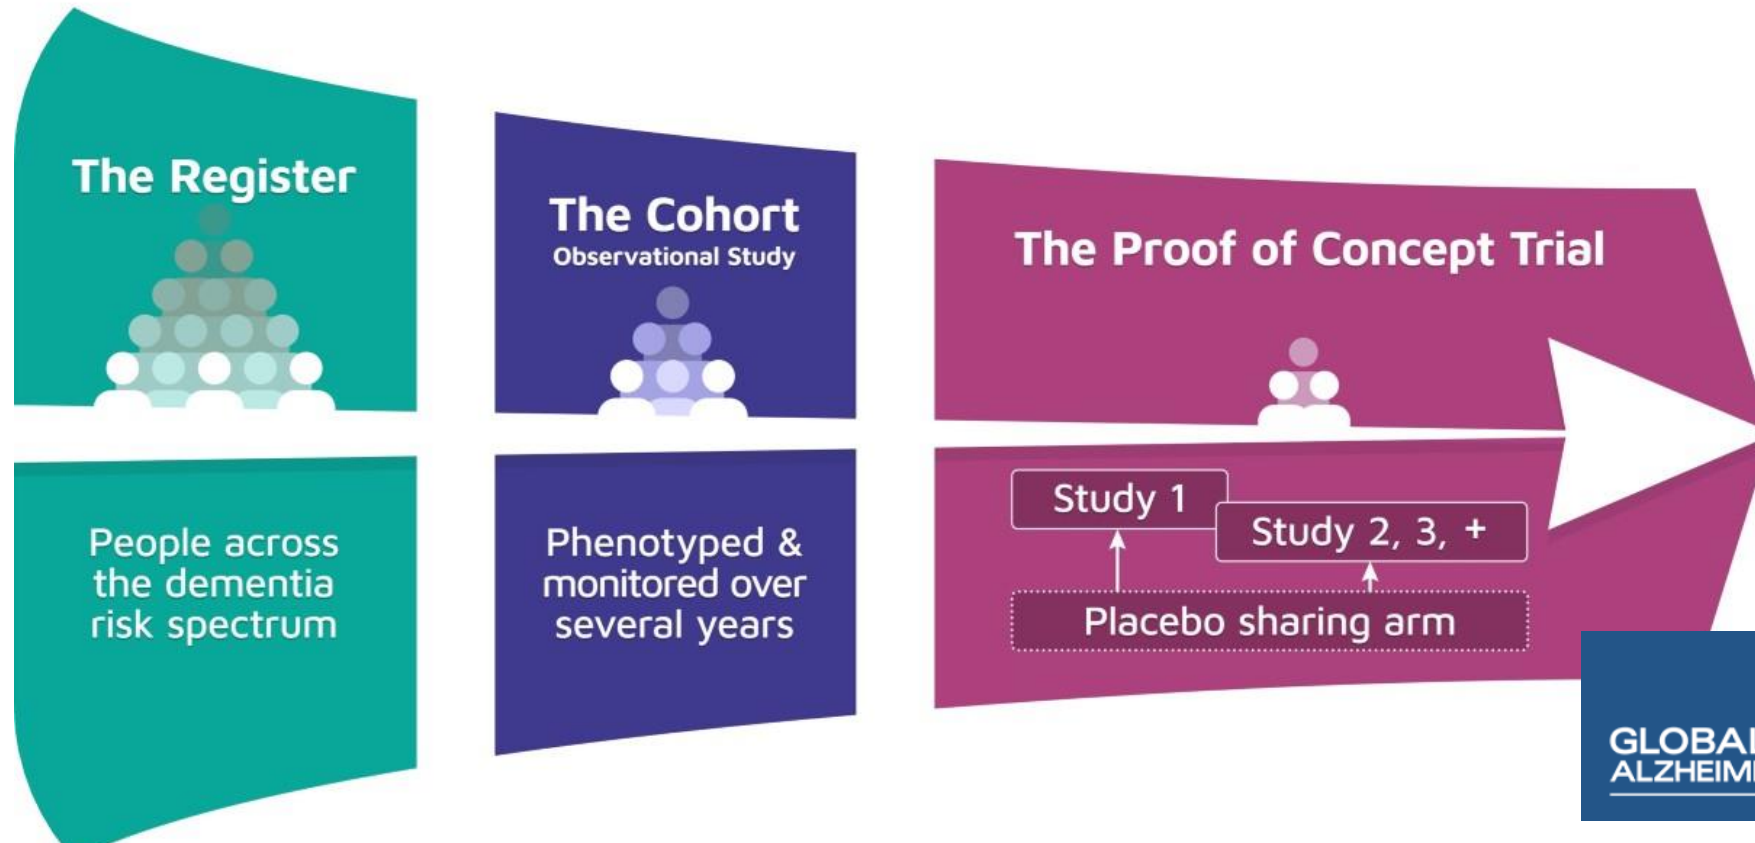 The Register
People across
the dementia
risk spectrum
The Cohort
Observational Study
Phenotyped &
monitored over
several years
The Proof of Concept Trial
Study 1
Study 2, 3, +
Placebo sharing arm
GLOBAL